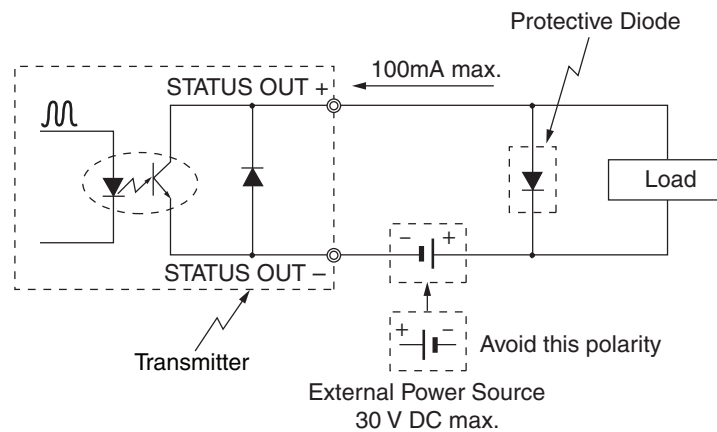 Protective Diode
100mA max.
STATUS OUT +
Load
− +
STATUS OUT −
+ −
Avoid this polarity
Transmitter
External Power Source
30 V DC max.